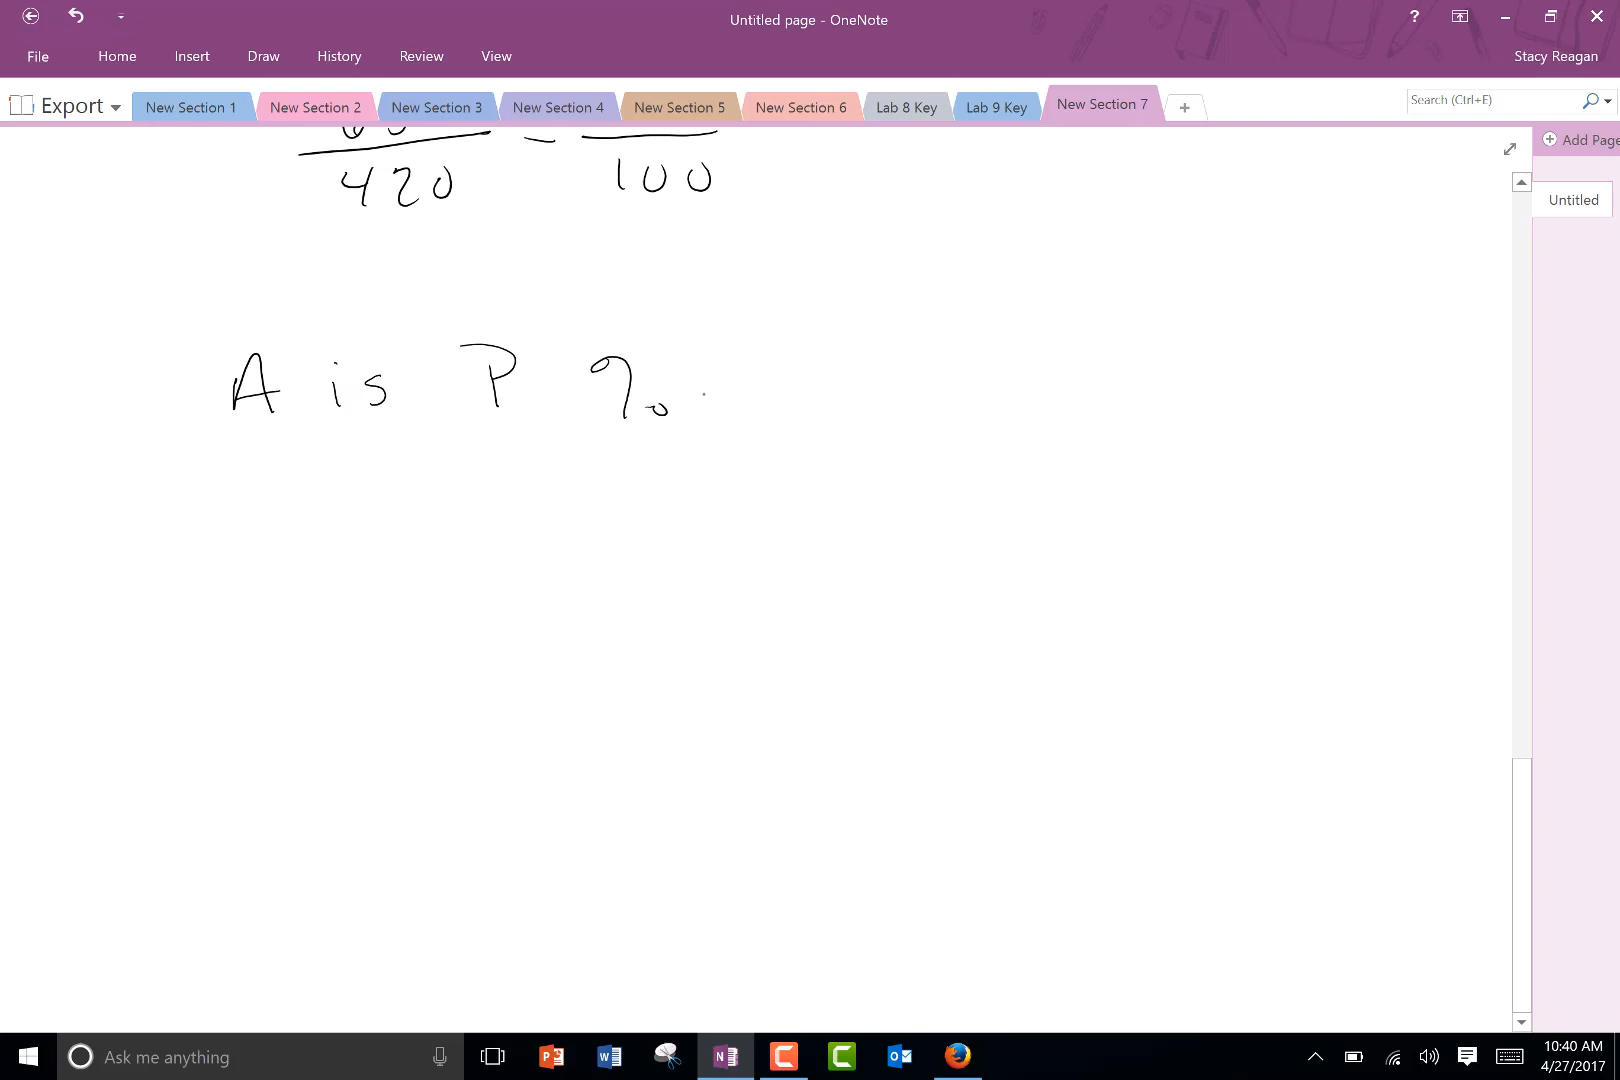 Untitled page - OneNote
?
File Home Insert Draw History Review View
Stacy Reagan
Export New Section 1 New Section 2 New Section 3 New Section 4 New Section 5 New Section 6 Lab 8 Key Lab 9 Key New Section 7 +
Search (Ctrl+E)
Add Page
Untitled
=
420 100
A is P %
Ask me anything
10:40 AM
4/27/2017